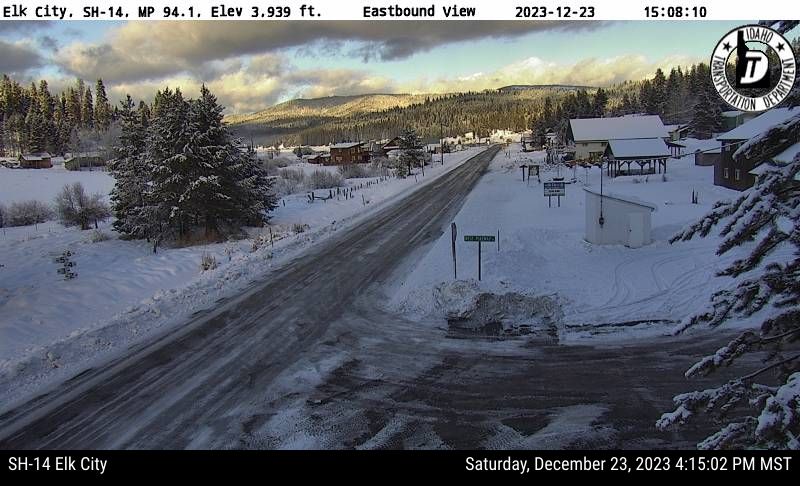 Elk City, SH-14, MP 94.1, Elev 3,939 ft. Eastbound View 2023-12-23 15:08:10
IDAHO
TRANSPORTATION DEPARTMENT
SH-14 Elk City Saturday, December 23, 2023 4:15:02 PM MST